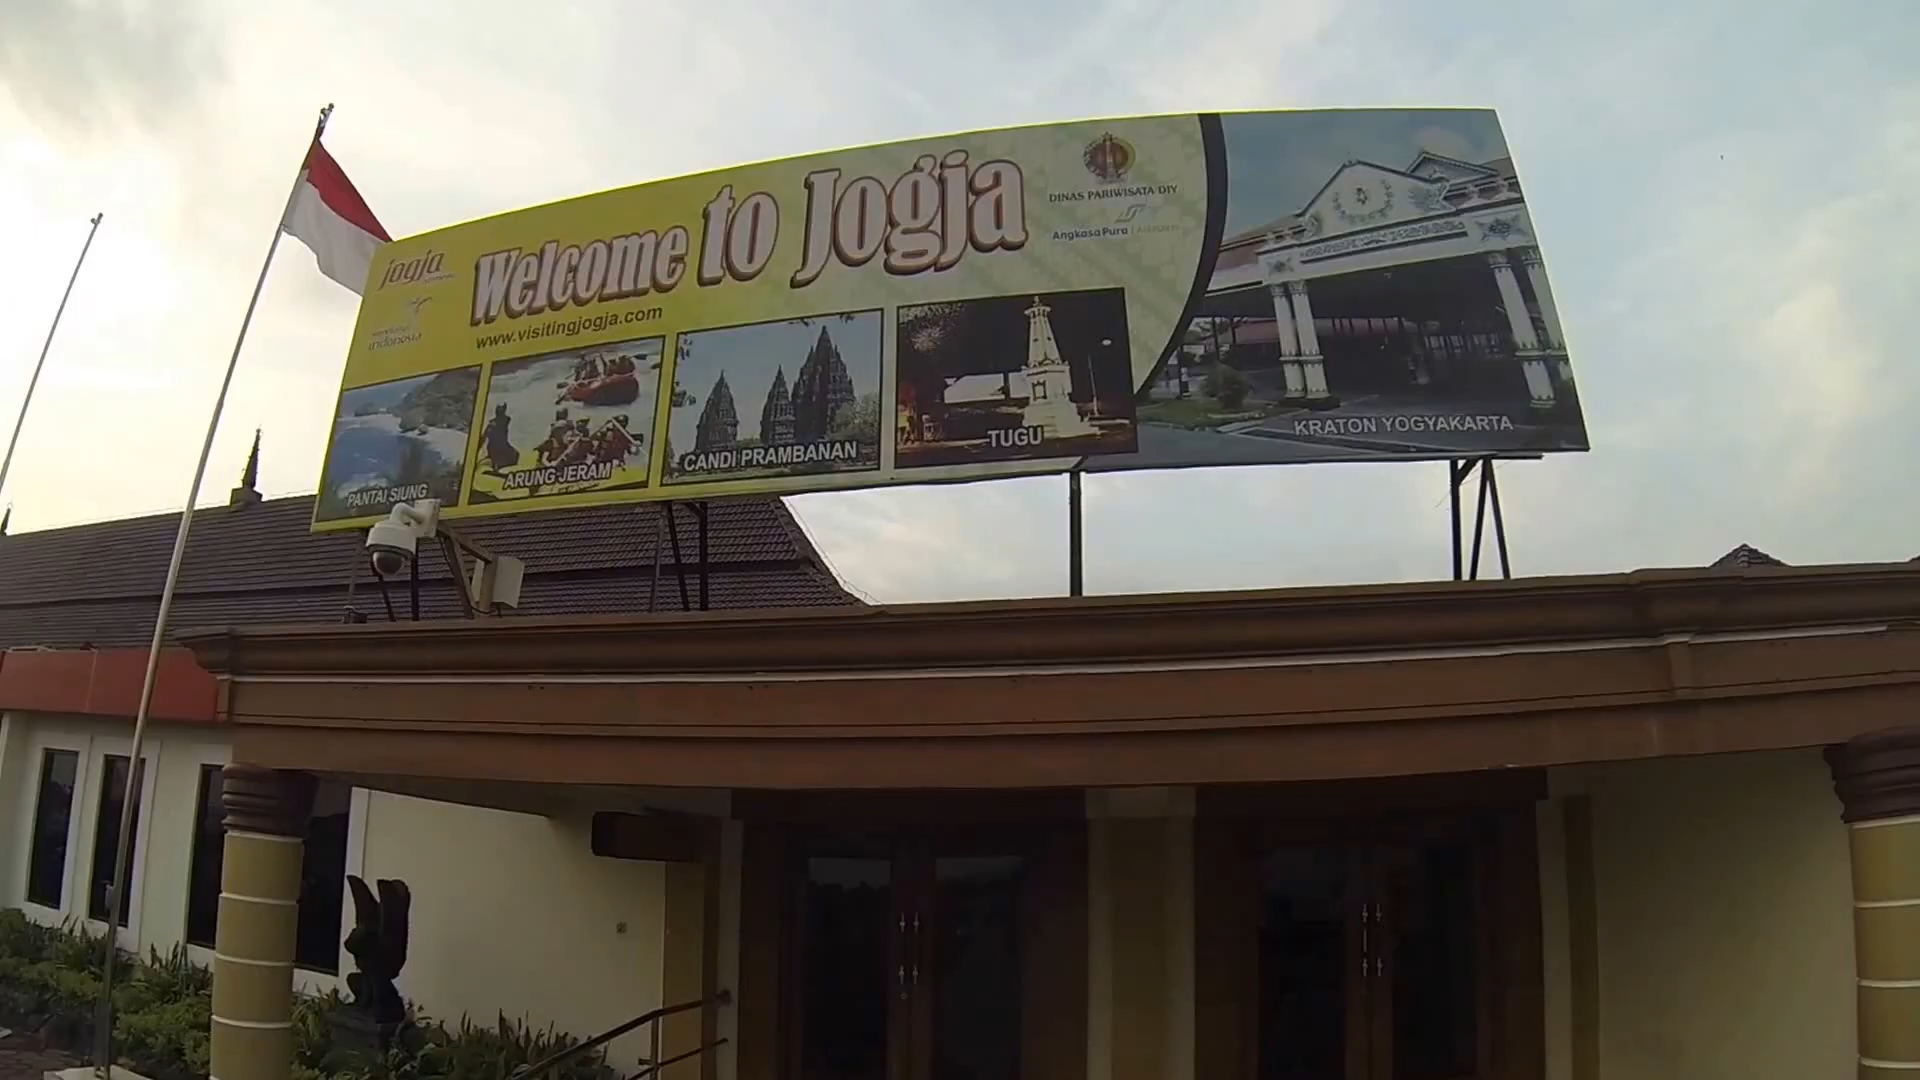 Welcome to Jogja
jogja
indonesia
www.visitingjogja.com
DINAS PARIWISATA DIY
Angkasa Pura
PANTAI SIUNG
ARUNG JERAM
CANDI PRAMBANAN
TUGU
KRATON YOGYAKARTA